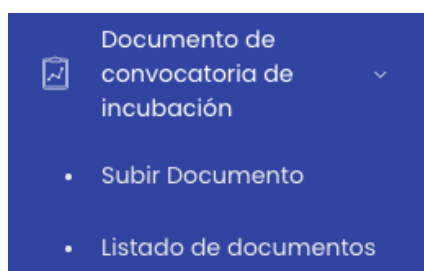 Documento de
convocatoria de
incubación
Subir Documento
Listado de documentos